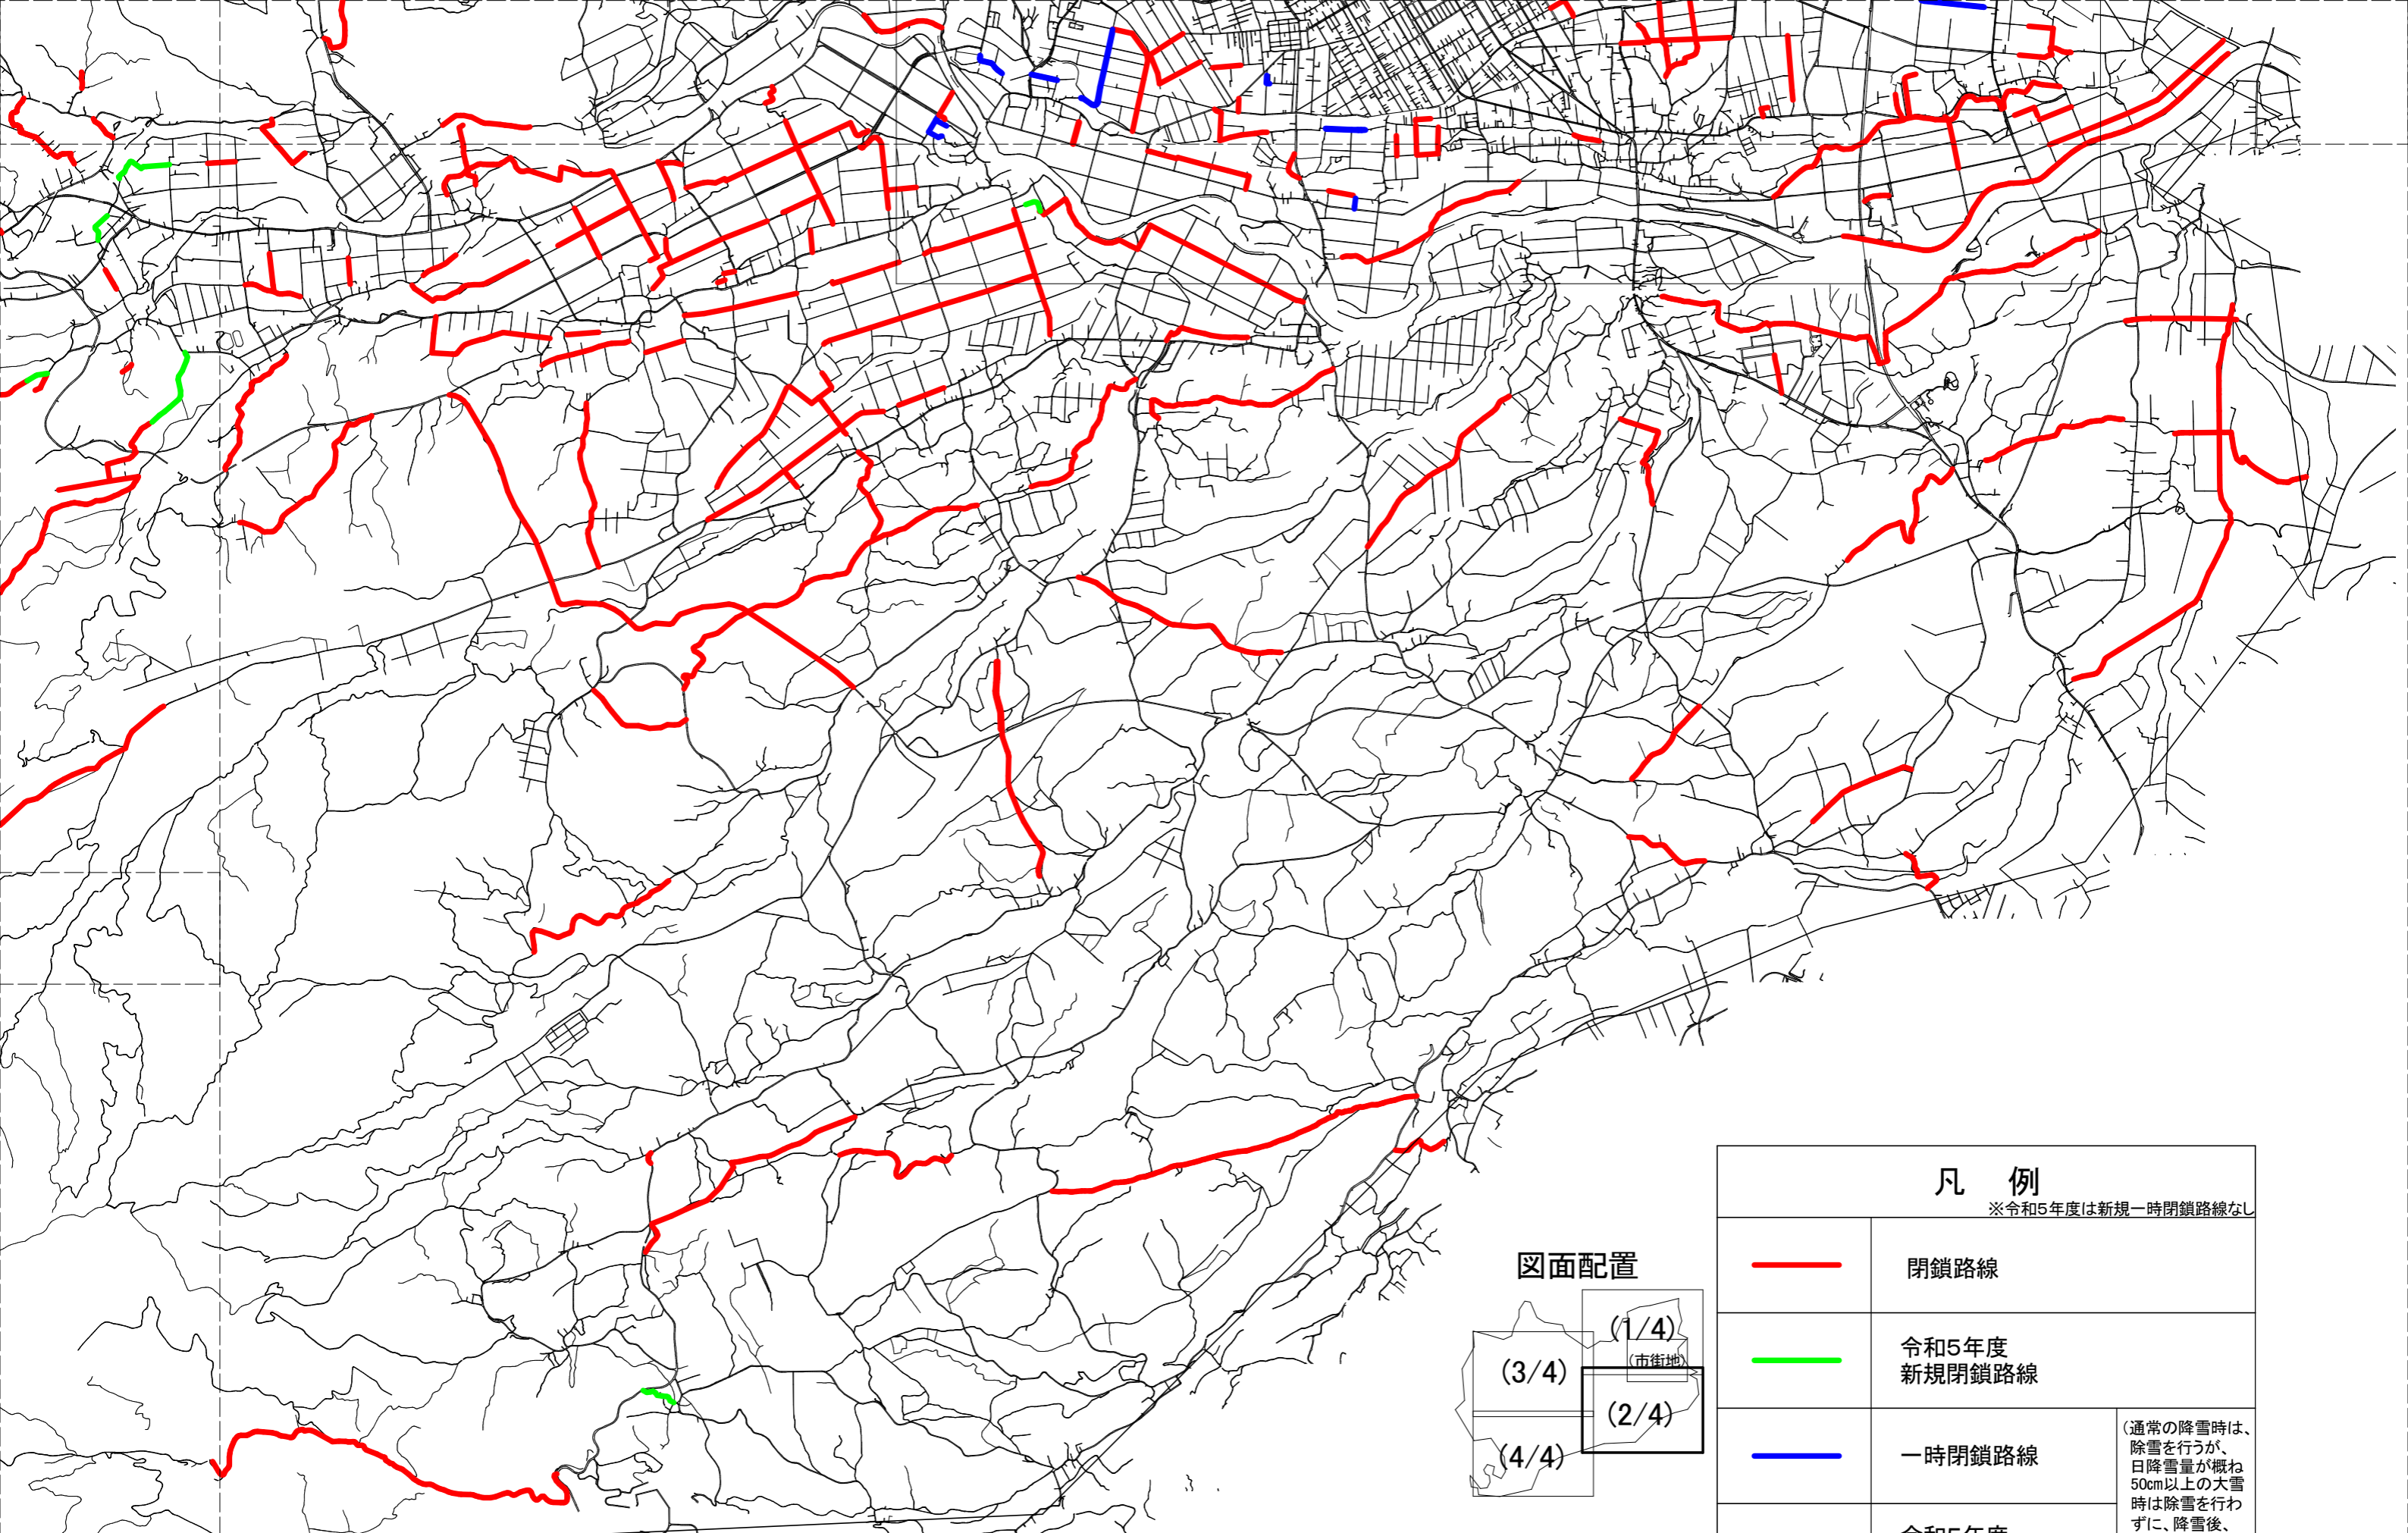 凡 例
※令和5年度は新規一時閉鎖路線なし
閉鎖路線
令和5年度
新規閉鎖路線
一時閉鎖路線
(通常の降雪時は、
除雪を行うが、
日降雪量が概ね
50cm以上の大雪
時は除雪を行わ
ずに、降雪後、
令和5年度
図面配置
(1/4)
(市街地)
(3/4)
(2/4)
(4/4)